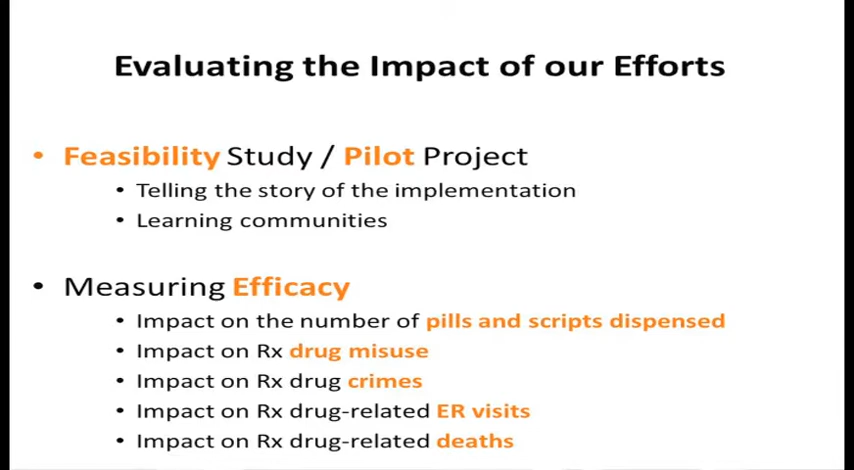 Evaluating the Impact of our Efforts
• Feasibility Study / Pilot Project
• Telling the story of the implementation
• Learning communities
• Measuring Efficacy
• Impact on the number of pills and scripts dispensed
• Impact on Rx drug misuse
• Impact on Rx drug crimes
• Impact on Rx drug-related ER visits
• Impact on Rx drug-related deaths